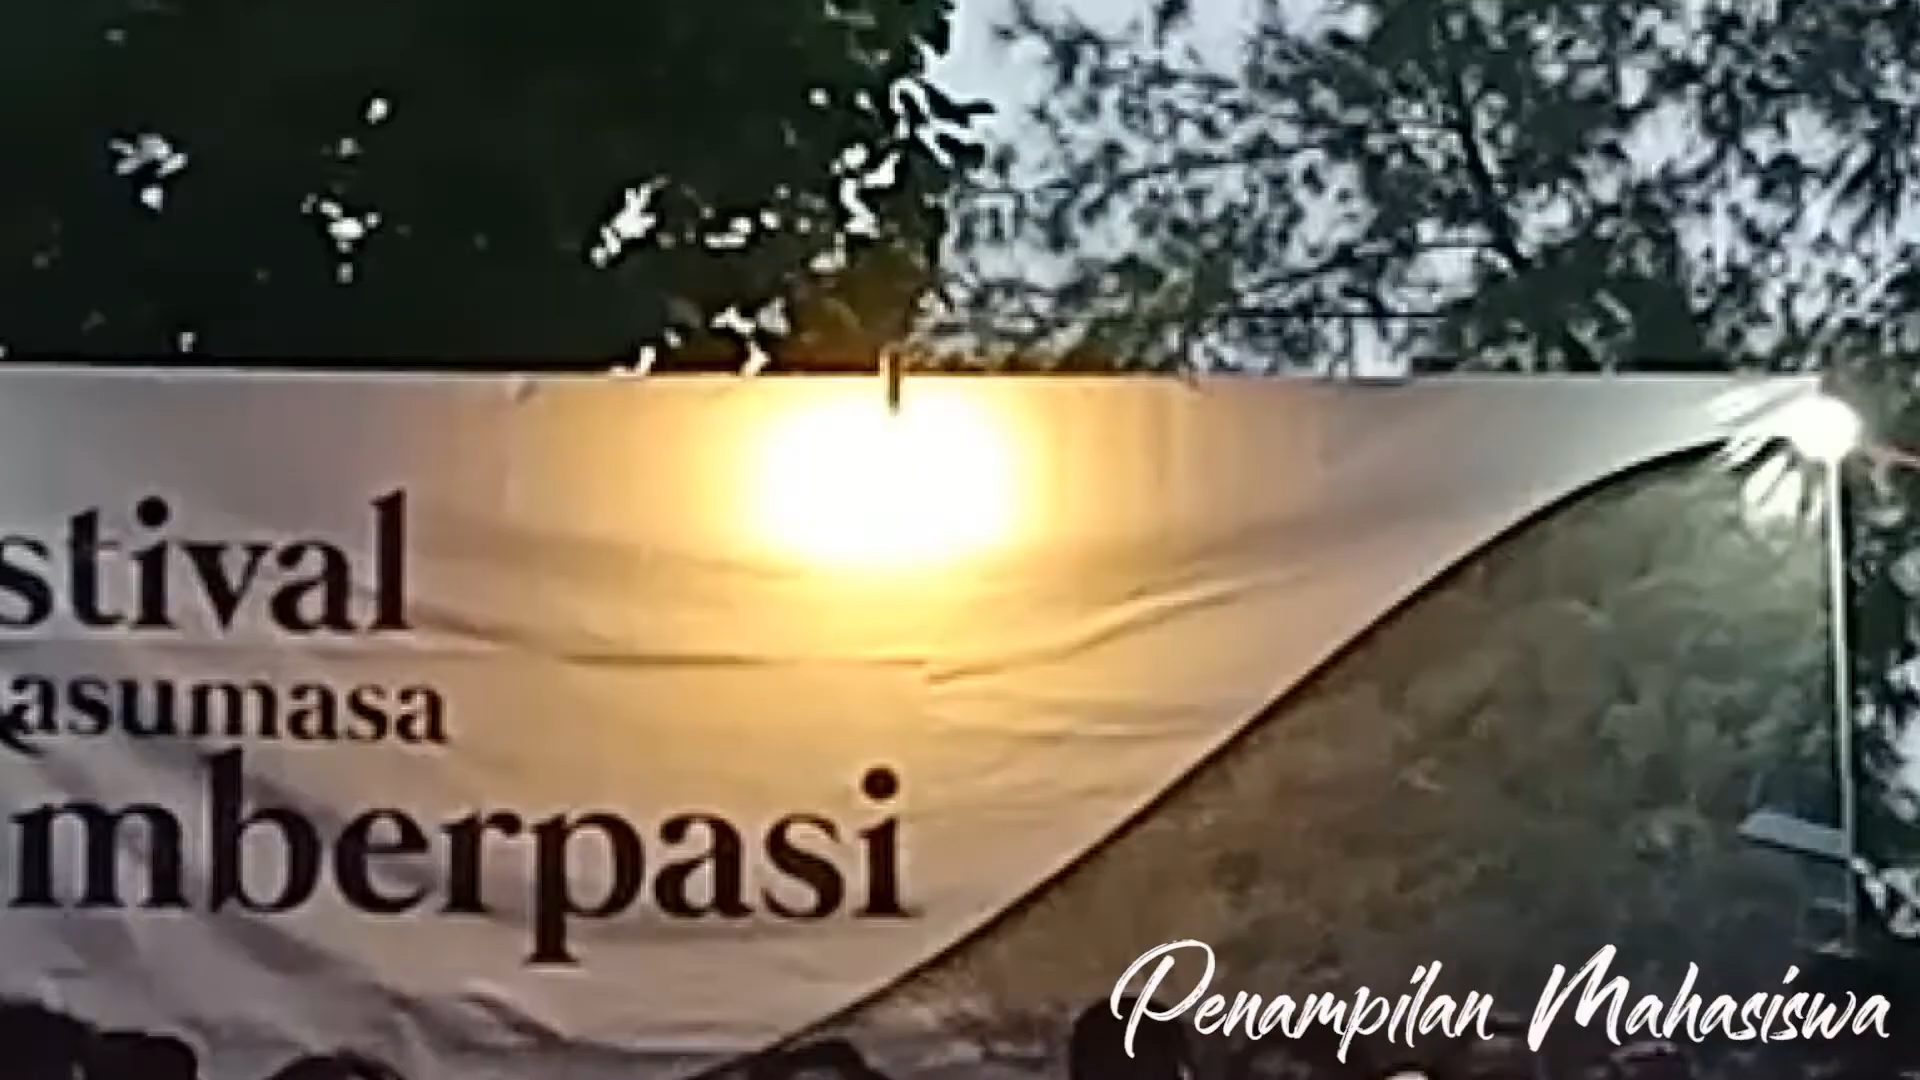 stival
asumasa
mberpasi
Penampilan Mahasiswa